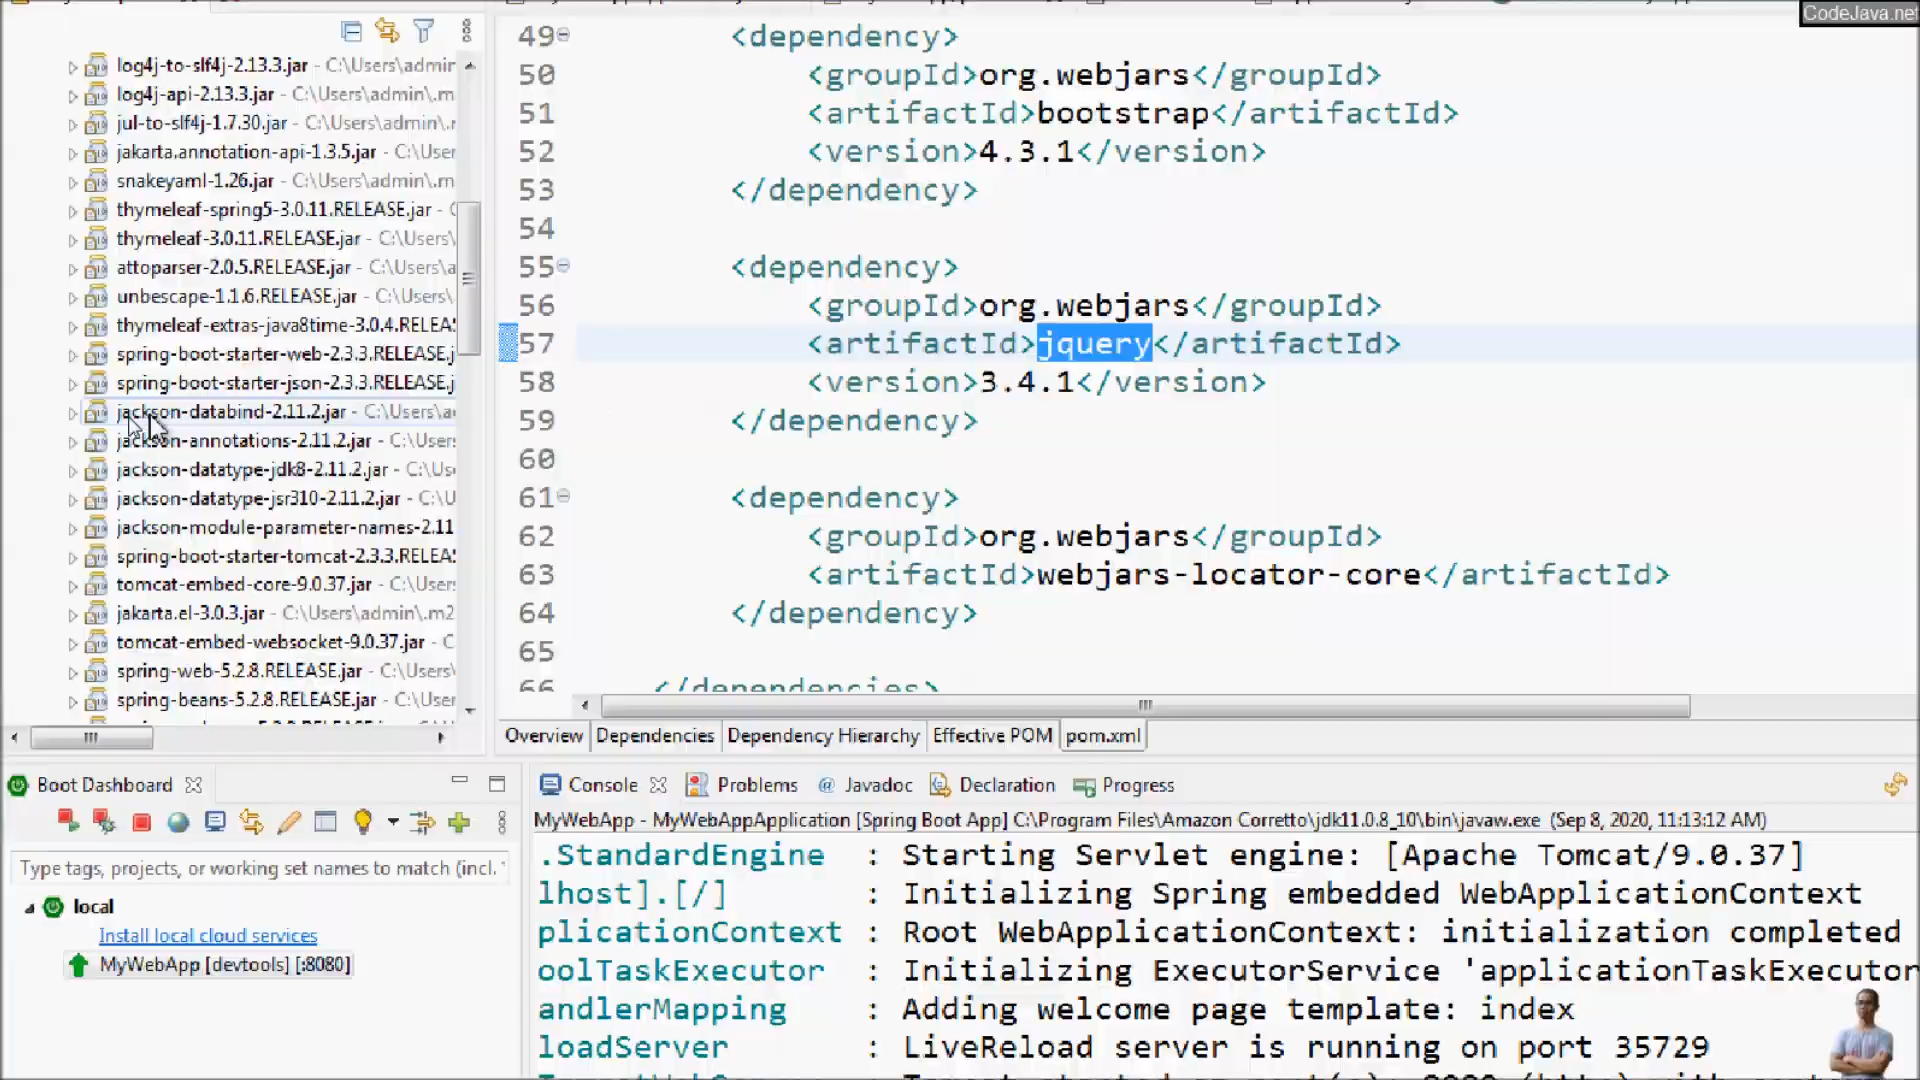 CodeJava.net
log4j-to-slf4j-2.13.3.jar - C:\Users\admin
log4j-api-2.13.3.jar - C:\Users\admin\.m
jul-to-slf4j-1.7.30.jar - C:\Users\admin\.r
jakarta.annotation-api-1.3.5.jar - C:\User
snakeyaml-1.26.jar - C:\Users\admin\.m
thymeleaf-spring5-3.0.11.RELEASE.jar - C
thymeleaf-3.0.11.RELEASE.jar - C:\Users\
attoparser-2.0.5.RELEASE.jar - C:\Users\a
unbescape-1.1.6.RELEASE.jar - C:\Users\a
thymeleaf-extras-java8time-3.0.4.RELEA
spring-boot-starter-web-2.3.3.RELEASE.j
spring-boot-starter-json-2.3.3.RELEASE.j
jackson-databind-2.11.2.jar - C:\Users\a
jackson-annotations-2.11.2.jar - C:\User
jackson-datatype-jdk8-2.11.2.jar - C:\Us
jackson-datatype-jsr310-2.11.2.jar - C:\U
jackson-module-parameter-names-2.11
spring-boot-starter-tomcat-2.3.3.RELEA
tomcat-embed-core-9.0.37.jar - C:\User
jakarta.el-3.0.3.jar - C:\Users\admin\.m2
tomcat-embed-websocket-9.0.37.jar - C
spring-web-5.2.8.RELEASE.jar - C:\Users\
spring-beans-5.2.8.RELEASE.jar - C:\User
49 <dependency>
50 <groupId>org.webjars</groupId>
51 <artifactId>bootstrap</artifactId>
52 <version>4.3.1</version>
53 </dependency>
54
55 <dependency>
56 <groupId>org.webjars</groupId>
57 <artifactId>jquery</artifactId>
58 <version>3.4.1</version>
59 </dependency>
60
61 <dependency>
62 <groupId>org.webjars</groupId>
63 <artifactId>webjars-locator-core</artifactId>
64 </dependency>
65
66 </dependencies>
Overview Dependencies Dependency Hierarchy Effective POM pom.xml
Boot Dashboard
Type tags, projects, or working set names to match (incl.
local
Install local cloud services
MyWebApp [devtools] [:8080]
Console Problems @ Javadoc Declaration Progress
MyWebApp - MyWebAppApplication [Spring Boot App] C:\Program Files\Amazon Corretto\jdk11.0.8_10\bin\javaw.exe (Sep 8, 2020, 11:13:12 AM)
.StandardEngine : Starting Servlet engine: [Apache Tomcat/9.0.37]
lhost].[/] : Initializing Spring embedded WebApplicationContext
plicationContext : Root WebApplicationContext: initialization completed
oolTaskExecutor : Initializing ExecutorService 'applicationTaskExecutor
andlerMapping : Adding welcome page template: index
loadServer : LiveReload server is running on port 35729